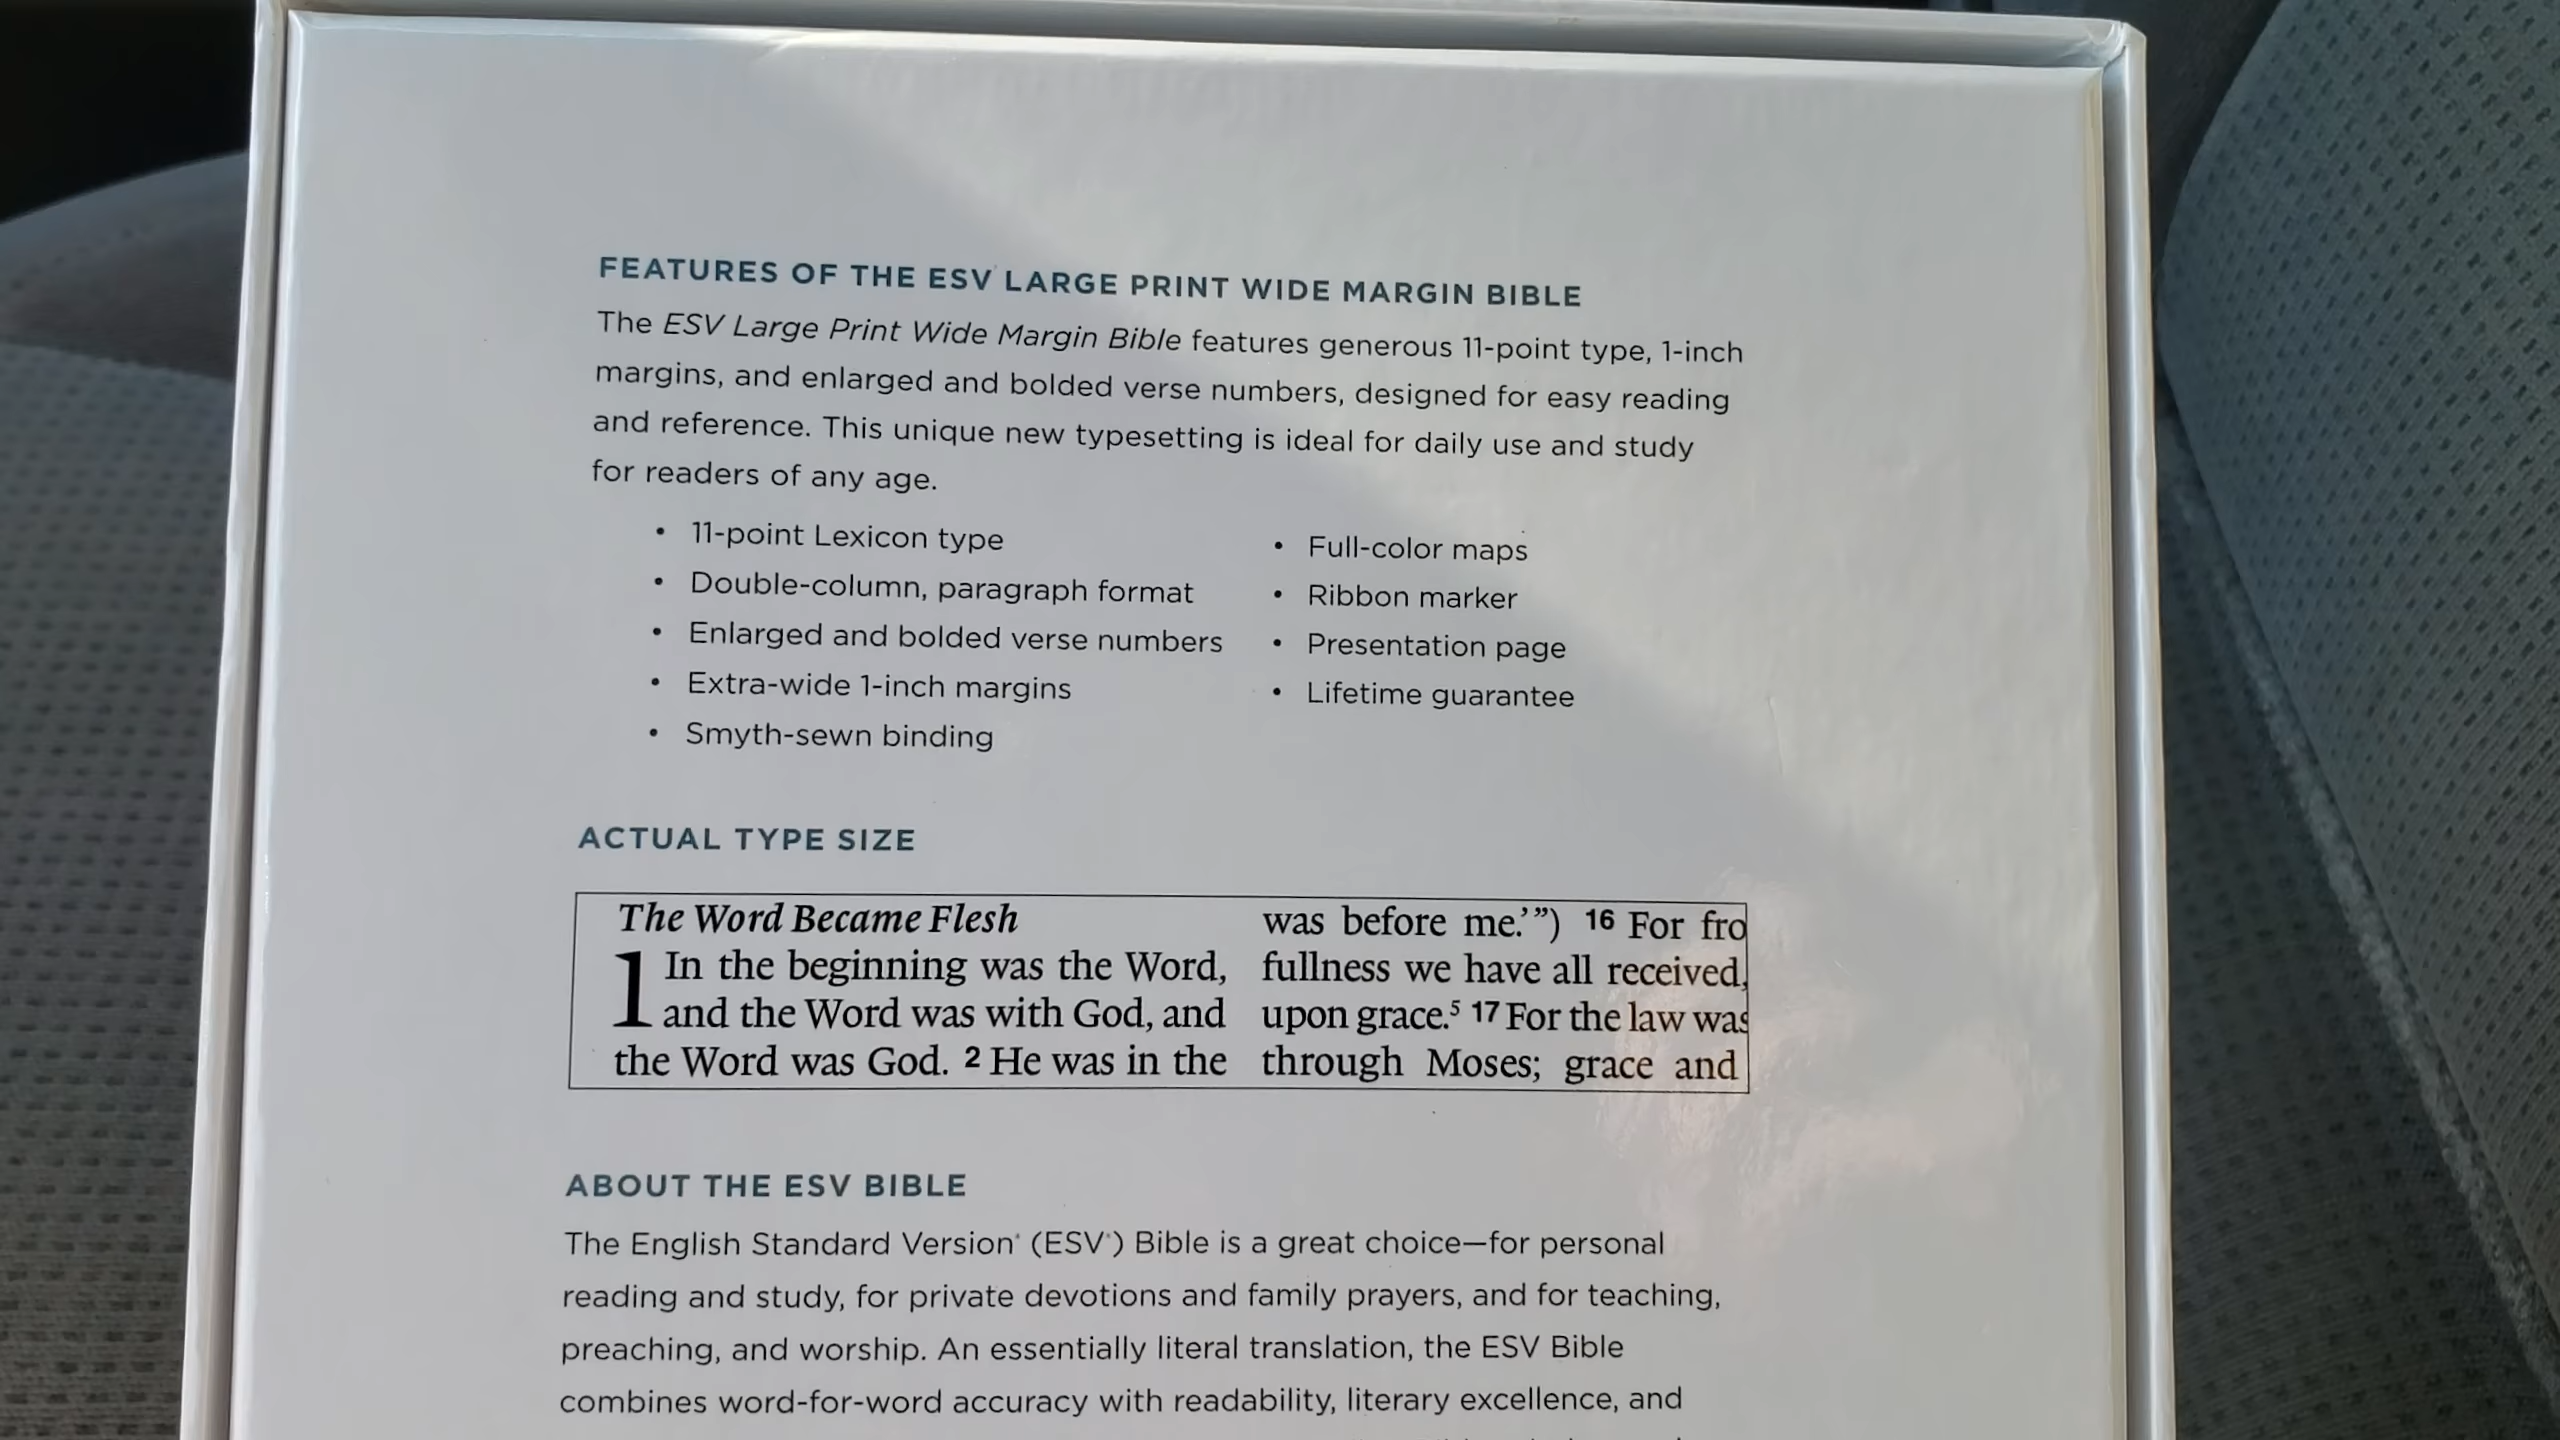 FEATURES OF THE ESV LARGE PRINT WIDE MARGIN BIBLE
The ESV Large Print Wide Margin Bible features generous 11-point type, 1-inch
margins, and enlarged and bolded verse numbers, designed for easy reading
and reference. This unique new typesetting is ideal for daily use and study
for readers of any age.
• 11-point Lexicon type
• Double-column, paragraph format
• Enlarged and bolded verse numbers
• Extra-wide 1-inch margins
• Smyth-sewn binding
• Full-color maps
• Ribbon marker
• Presentation page
• Lifetime guarantee
ACTUAL TYPE SIZE
The Word Became Flesh
1 In the beginning was the Word,
and the Word was with God, and
the Word was God. 2 He was in the
was before me.’”) 16 For fro
fullness we have all received,
upon grace.5 17 For the law was
through Moses; grace and
ABOUT THE ESV BIBLE
The English Standard Version® (ESV®) Bible is a great choice—for personal
reading and study, for private devotions and family prayers, and for teaching,
preaching, and worship. An essentially literal translation, the ESV Bible
combines word-for-word accuracy with readability, literary excellence, and